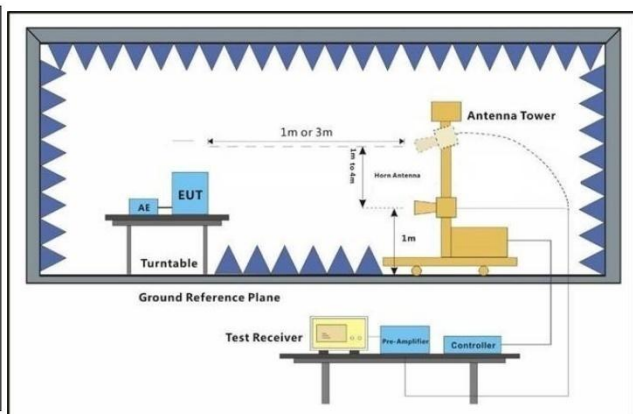 Antenna Tower
1m or 3m
1m to 4m
Horn Antenna
EUT
AE
1m
Turntable
Ground Reference Plane
Test Receiver
Pre-Amplifier
Controller